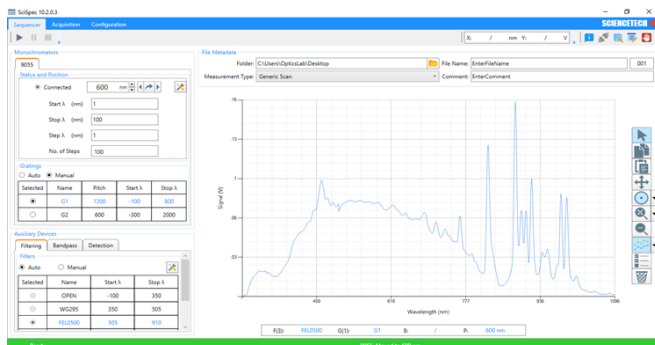 SciSpec 10.2.0.3
Sequencer Acquisition Configuration
SCIENCETECH
X: / nm Y: / V
Monochromators
9055
Status and Position
Connected 600 nm
Start λ (nm) 1
Stop λ (nm) 100
Step λ (nm) 1
No. of Steps 100
Gratings
Auto Manual
Selected Name Pitch Start λ Stop λ
G1 1200 -100 800
G2 600 -300 2000
Auxiliary Devices
Filtering Bandpass Detection
Filters
Auto Manual
Selected Name Start λ Stop λ
OPEN -100 350
WG295 350 505
FEL0500 505 910
File Metadata
Folder: C:\Users\OpticsLab\Desktop File Name: EnterFileName 001
Measurement Type: Generic Scan Comment: EnterComment
Signal (V)
.16
.13
.1
.06
.03
777
936
1096
Wavelength (nm)
F(3): FEL0500 G(1): G1 B: / P: 600 nm